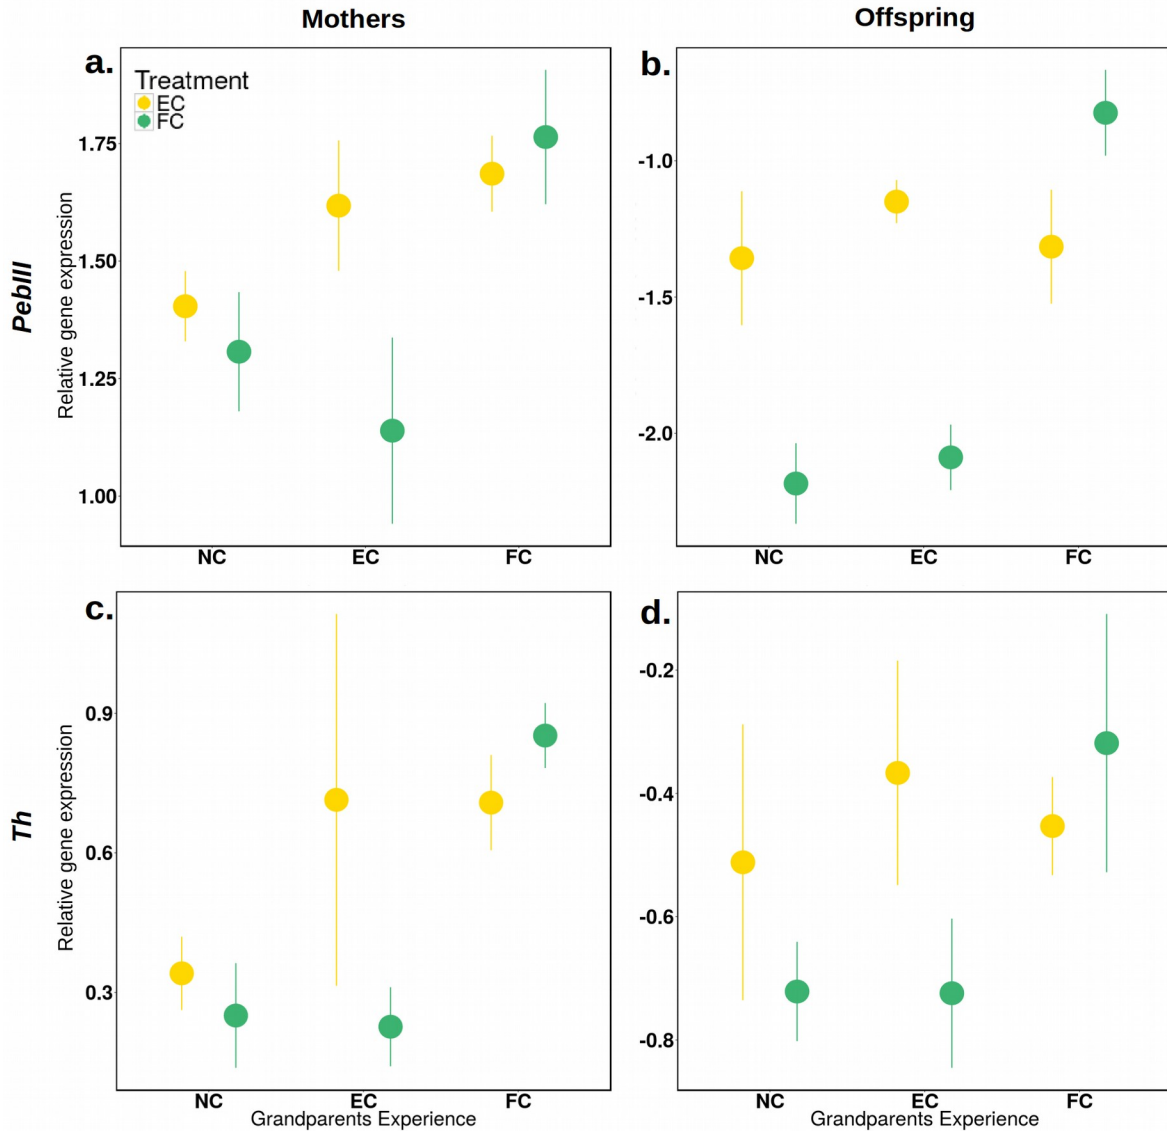 Mothers
Offspring
a.
b.
Treatment
EC
FC
1.75
1.50
1.25
1.00
Relative gene expression
PebIII
NC EC FC
-1.0
-1.5
-2.0
NC EC FC
c.
d.
0.9
0.6
0.3
Relative gene expression
Th
NC EC FC
Grandparents Experience
-0.2
-0.4
-0.6
-0.8
NC EC FC
Grandparents Experience